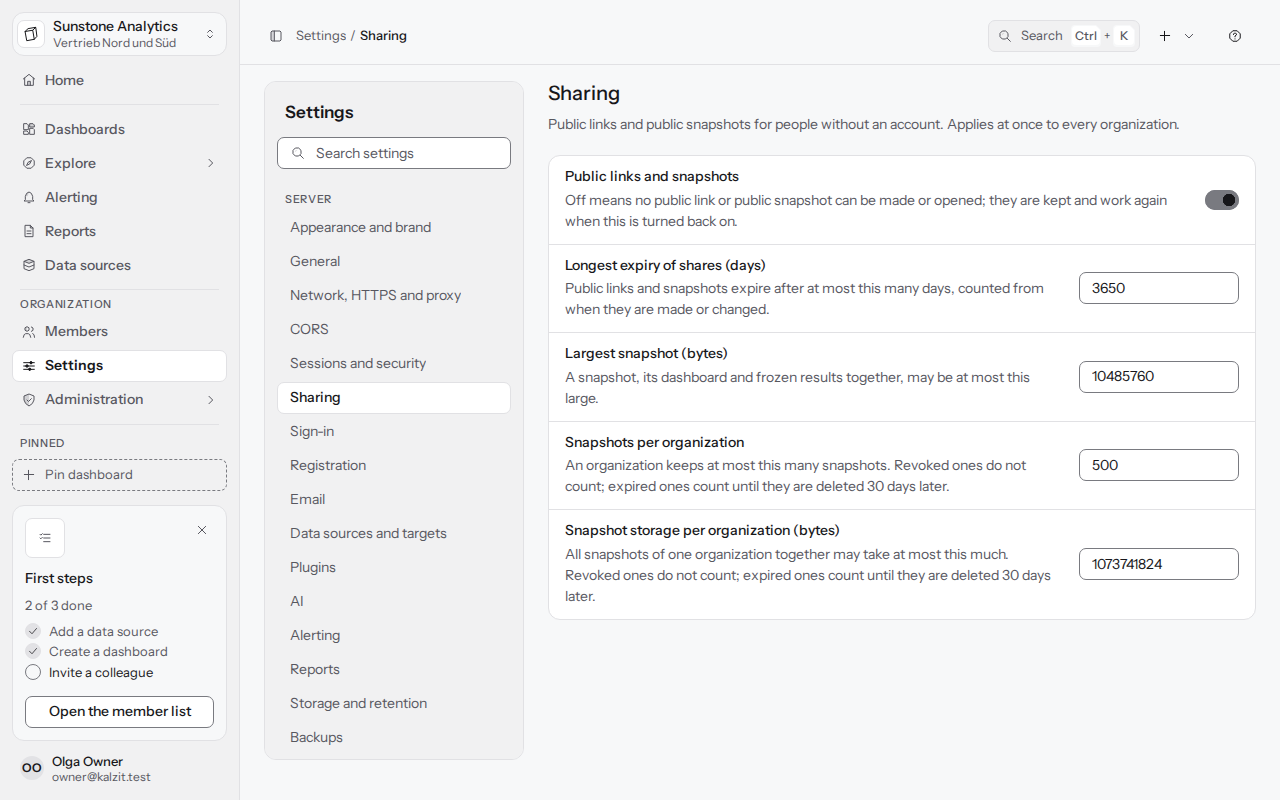 Sunstone Analytics
Vertrieb Nord und Süd
Home
Dashboards
Explore
Alerting
Reports
Data sources
ORGANIZATION
Members
Settings
Administration
PINNED
Pin dashboard
First steps
2 of 3 done
Add a data source
Create a dashboard
Invite a colleague
Open the member list
OO
Olga Owner
owner@kalzit.test
Settings / Sharing
Search Ctrl + K
Settings
Search settings
SERVER
Appearance and brand
General
Network, HTTPS and proxy
CORS
Sessions and security
Sharing
Sign-in
Registration
Email
Data sources and targets
Plugins
AI
Alerting
Reports
Storage and retention
Backups
Sharing
Public links and public snapshots for people without an account. Applies at once to every organization.
Public links and snapshots
Off means no public link or public snapshot can be made or opened; they are kept and work again
when this is turned back on.
Longest expiry of shares (days)
Public links and snapshots expire after at most this many days, counted from
when they are made or changed.
3650
Largest snapshot (bytes)
A snapshot, its dashboard and frozen results together, may be at most this
large.
10485760
Snapshots per organization
An organization keeps at most this many snapshots. Revoked ones do not
count; expired ones count until they are deleted 30 days later.
500
Snapshot storage per organization (bytes)
All snapshots of one organization together may take at most this much.
Revoked ones do not count; expired ones count until they are deleted 30 days
later.
1073741824